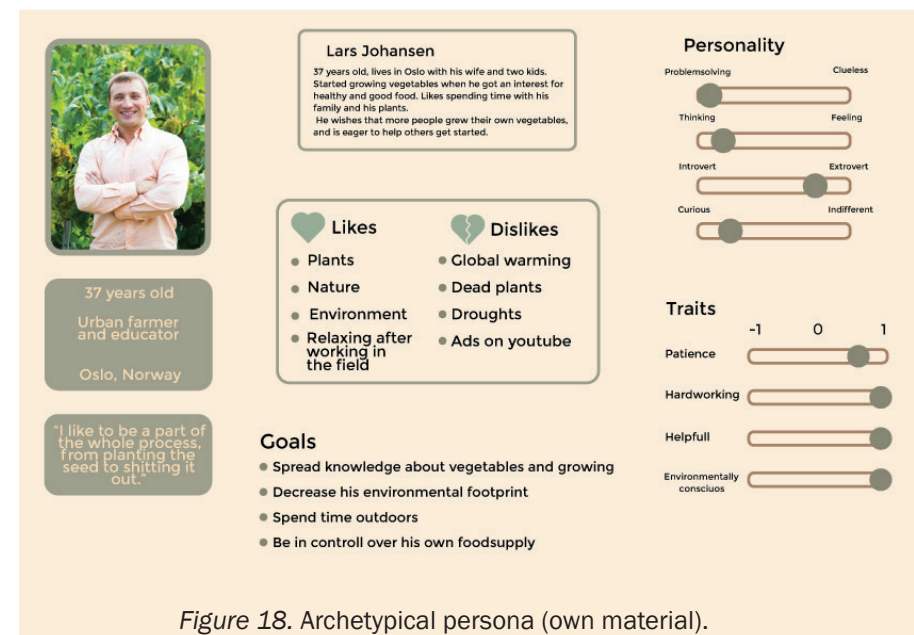 37 years old
Urban farmer
and educator
Oslo, Norway
"I like to be a part of
the whole process,
from planting the
seed to shitting it
out."
Lars Johansen
37 years old, lives in Oslo with his wife and two kids.
Started growing vegetables when he got an interest for
healthy and good food. Likes spending time with his
family and his plants.
He wishes that more people grew their own vegetables,
and is eager to help others get started.
Likes
Plants
Nature
Environment
Relaxing after
working in
the field
Dislikes
Global warming
Dead plants
Droughts
Ads on youtube
Goals
Spread knowledge about vegetables and growing
Decrease his environmental footprint
Spend time outdoors
Be in controll over his own foodsupply
Personality
Problemsolving Clueless
Thinking Feeling
Introvert Extrovert
Curious Indifferent
Traits
-1 0 1
Patience
Hardworking
Helpfull
Environmentally
consciuos
Figure 18. Archetypical persona (own material).